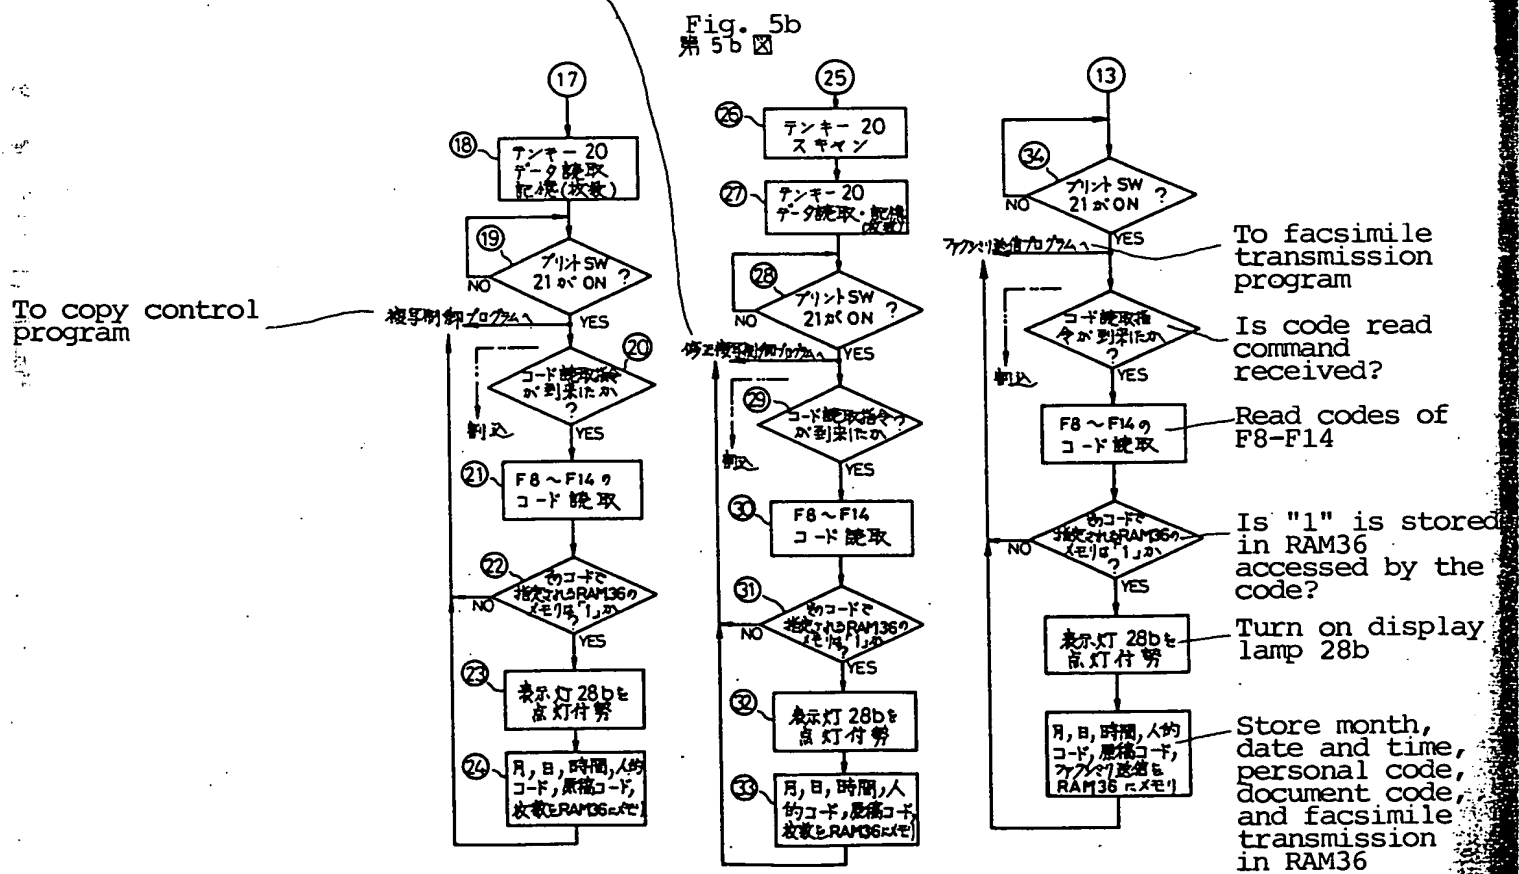 Fig. 5b
第 5b 図
17
18
テンキー 20
データ読取
記憶(枚数)
19
プリントSW
21がON ?
NO
YES
To copy control
program
複写制御プログラムへ
20
コード読取指令
が到来したか
?
割込
YES
21
F8~F14の
コード読取
22
そのコードで
指定されるRAM36の
メモリは「1」か
?
NO
YES
23
表示灯28bを
点灯付勢
24
月,日,時間,人的
コード,原稿コード,
枚数をRAM36にメモリ
25
26
テンキー 20
スキャン
27
テンキー 20
データ読取・記憶
(枚数)
28
プリントSW
21がON ?
NO
YES
修正複写制御プログラムへ
29
コード読取指令?
が到来したか
割込
YES
30
F8~F14
コード読取
31
そのコードで
指定されるRAM36の
メモリは「1」か
?
NO
YES
32
表示灯28bを
点灯付勢
33
月,日,時間,人
的コード,原稿コード,
枚数をRAM36にメモリ
13
34
プリントSW
21がON ?
NO
YES
ファクシミリ送信プログラムへ
To facsimile
transmission
program
コード読取指
令が到来したか
?
割込
YES
Is code read
command
received?
F8~F14の
コード読取
Read codes of
F8-F14
そのコードで
指定されるRAM36の
メモリは「1」か
?
NO
YES
Is "1" is stored
in RAM36
accessed by the
code?
表示灯28bを
点灯付勢
Turn on display
lamp 28b
月,日,時間,人的
コード,原稿コード,
ファクシミリ送信を
RAM36にメモリ
Store month,
date and time,
personal code,
document code,
and facsimile
transmission
in RAM36